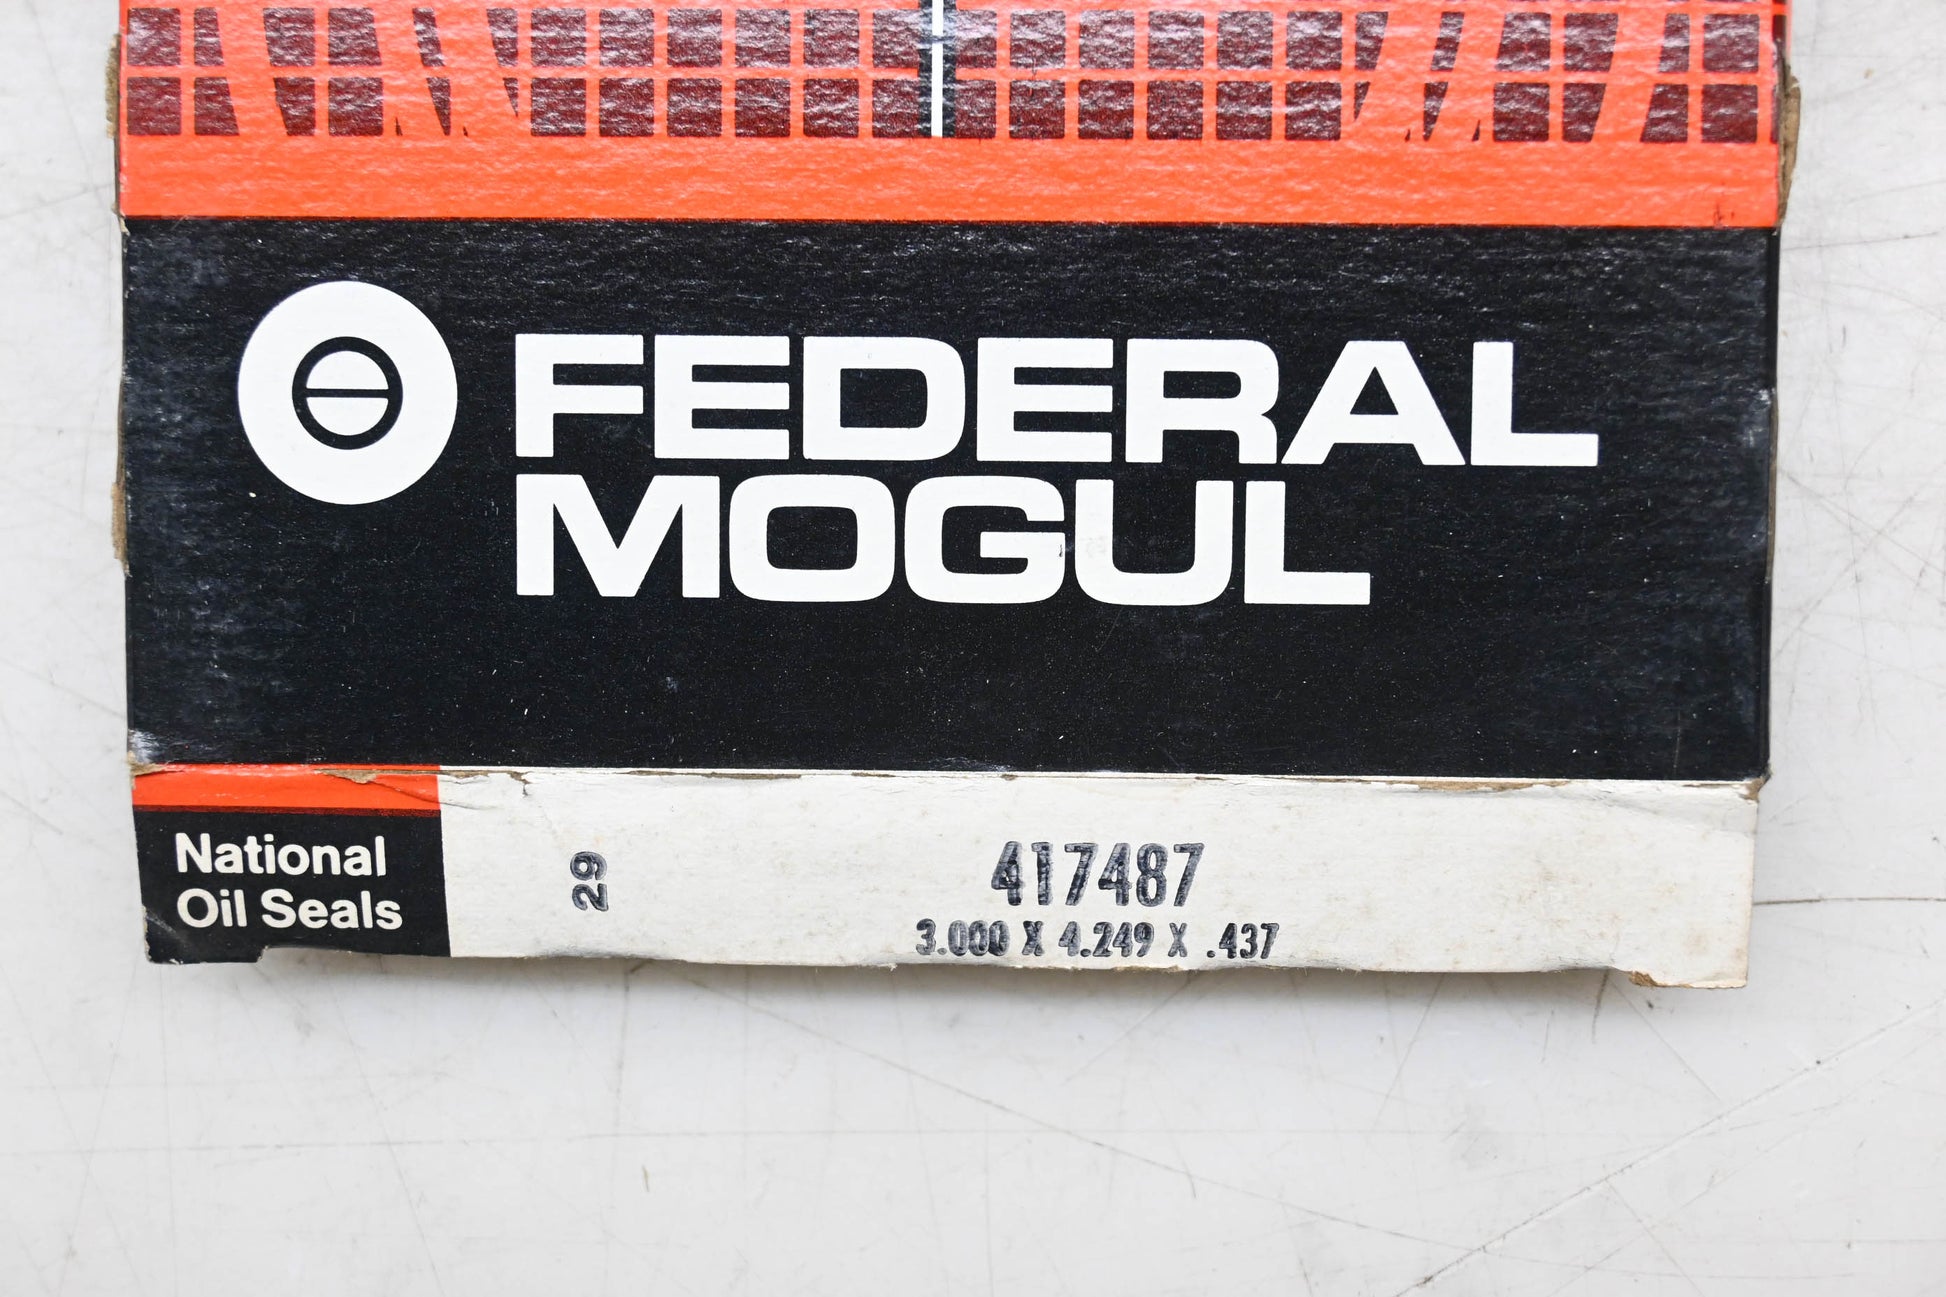 FEDERAL
MOGUL
National
Oil Seals
29
417487
3.000 X 4.249 X .437